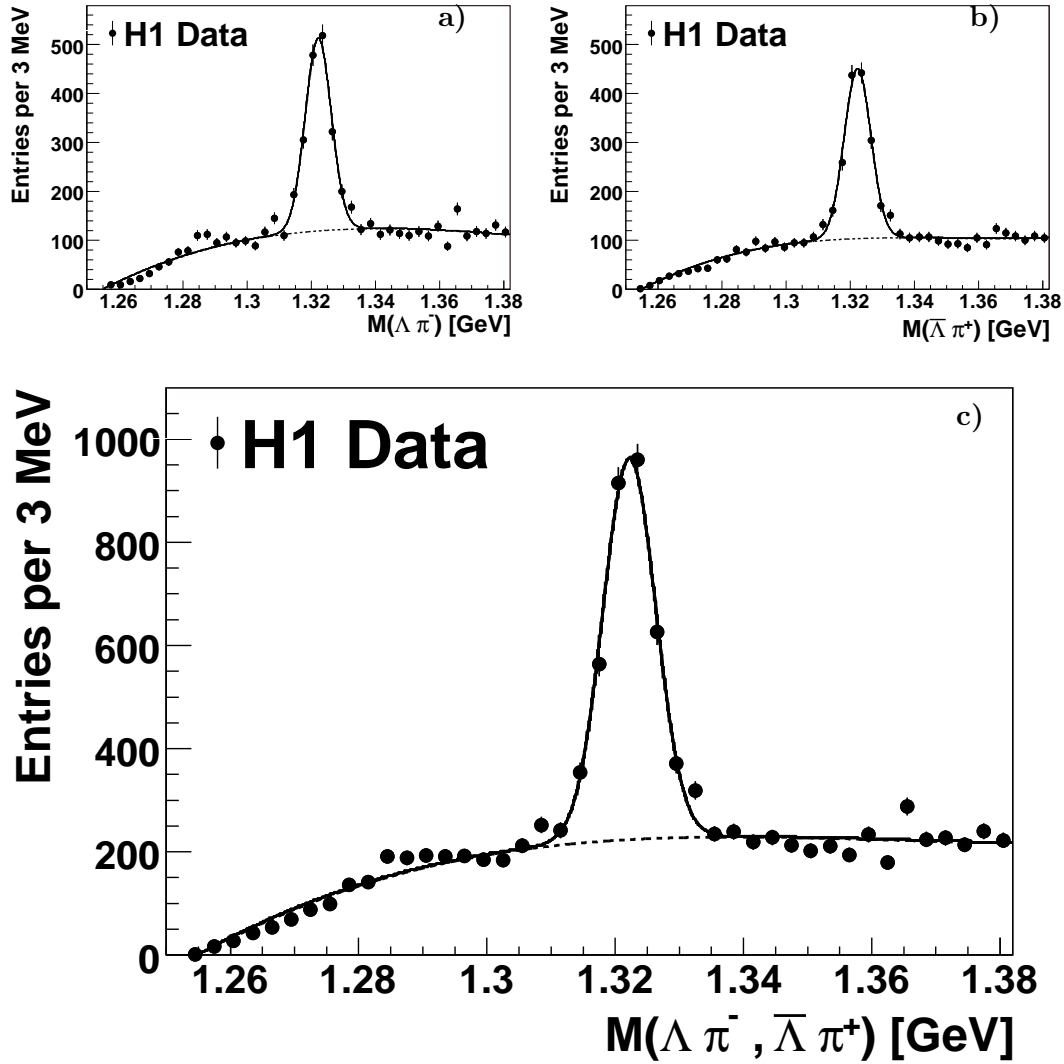 a)
H1 Data
Entries per 3 MeV
500
400
300
200
100
0
1.26 1.28 1.3 1.32 1.34 1.36 1.38
M(Λ π⁻) [GeV]
b)
H1 Data
Entries per 3 MeV
500
400
300
200
100
0
1.26 1.28 1.3 1.32 1.34 1.36 1.38
M(Λ̅ π⁺) [GeV]
c)
H1 Data
Entries per 3 MeV
1000
800
600
400
200
0
1.26 1.28 1.3 1.32 1.34 1.36 1.38
M(Λ π⁻ , Λ̅ π⁺) [GeV]